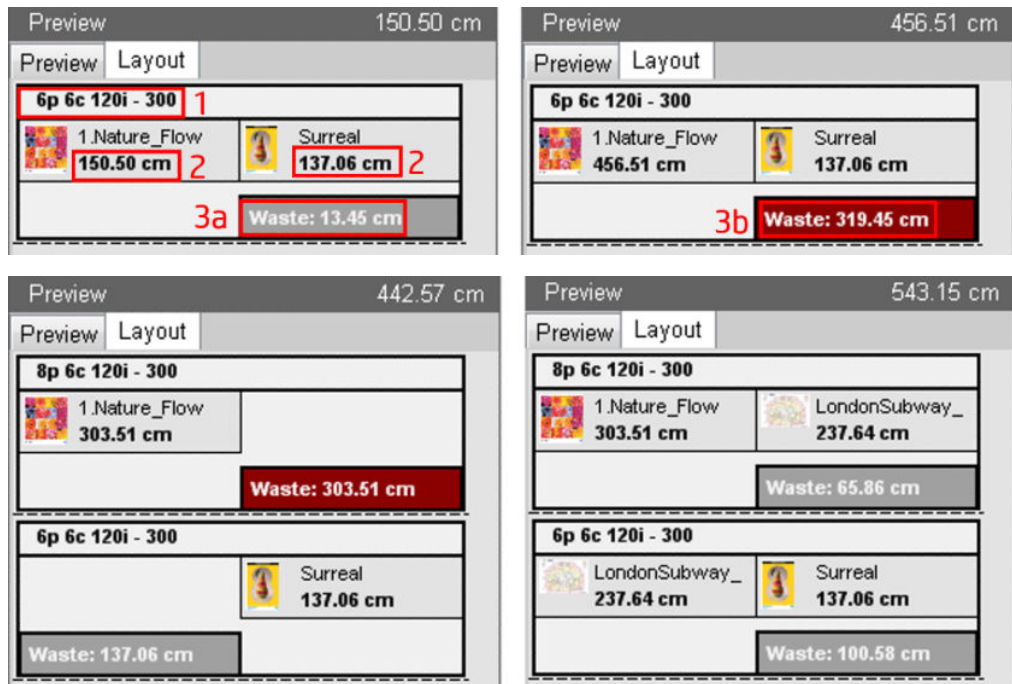 Preview 150.50 cm
Preview Layout
6p 6c 120i - 300 1
1.Nature_Flow Surreal
150.50 cm 2 137.06 cm 2
3a Waste: 13.45 cm
Preview 456.51 cm
Preview Layout
6p 6c 120i - 300
1.Nature_Flow Surreal
456.51 cm 137.06 cm
3b Waste: 319.45 cm
Preview 442.57 cm
Preview Layout
8p 6c 120i - 300
1.Nature_Flow
303.51 cm
Waste: 303.51 cm
6p 6c 120i - 300
Surreal
137.06 cm
Waste: 137.06 cm
Preview 543.15 cm
Preview Layout
8p 6c 120i - 300
1.Nature_Flow LondonSubway_
303.51 cm 237.64 cm
Waste: 65.86 cm
6p 6c 120i - 300
LondonSubway_ Surreal
237.64 cm 137.06 cm
Waste: 100.58 cm